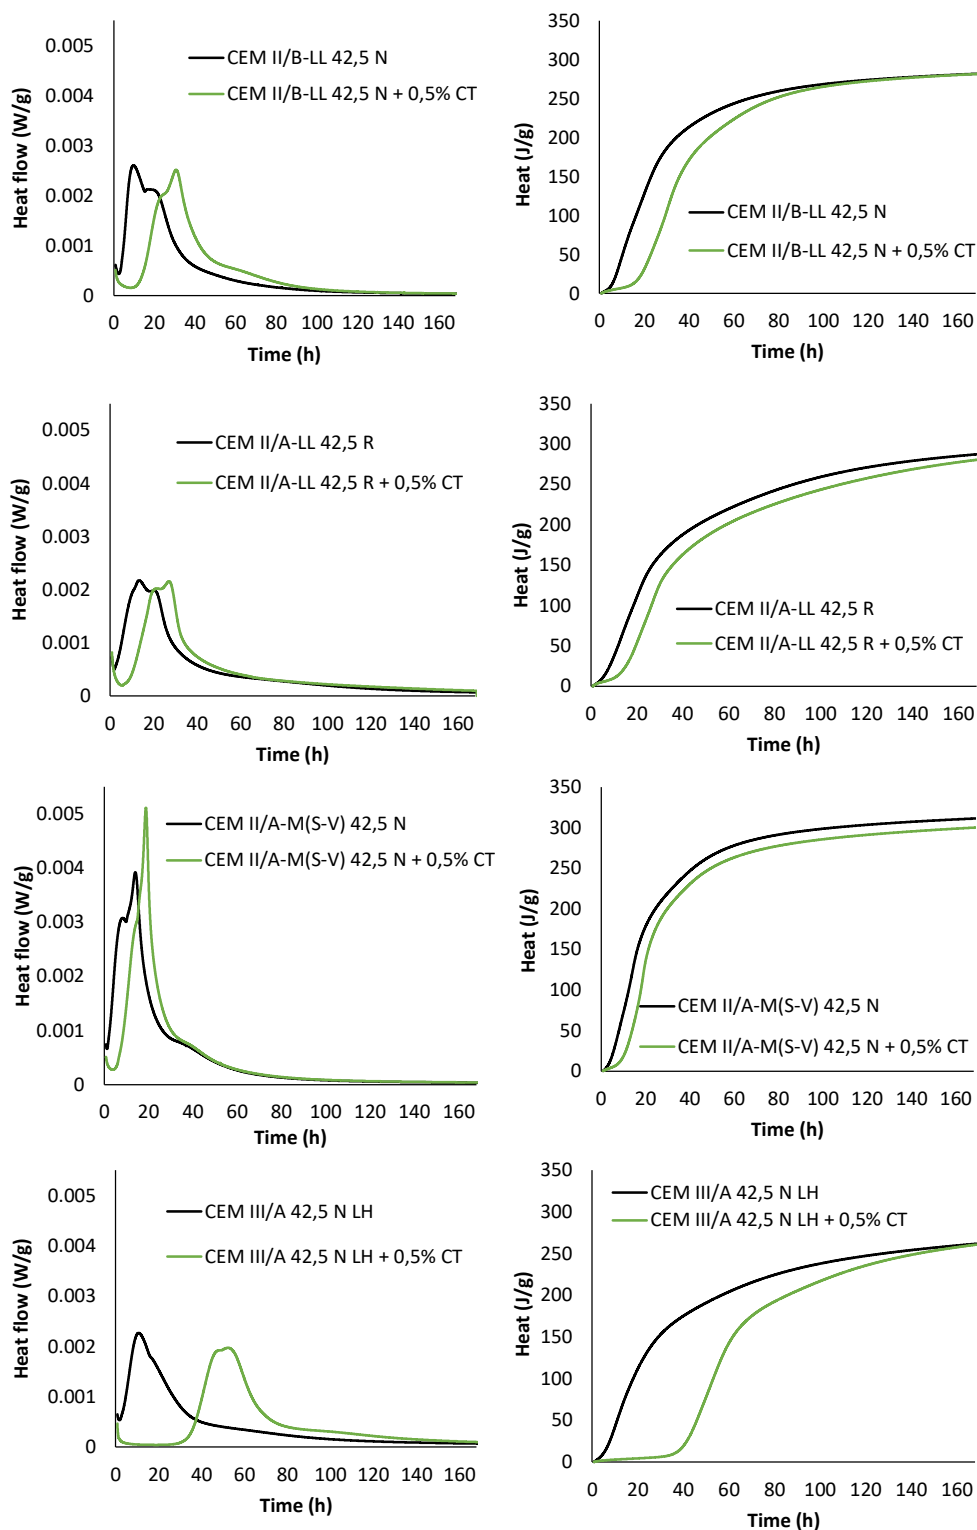 0.005
0.004
0.003
0.002
0.001
0
Heat flow (W/g)
CEM II/B-LL 42,5 N
CEM II/B-LL 42,5 N + 0,5% CT
0 20 40 60 80 100 120 140 160
Time (h)
350
300
250
200
150
100
50
0
Heat (J/g)
CEM II/B-LL 42,5 N
CEM II/B-LL 42,5 N + 0,5% CT
0 20 40 60 80 100 120 140 160
Time (h)
0.005
0.004
0.003
0.002
0.001
0
Heat flow (W/g)
CEM II/A-LL 42,5 R
CEM II/A-LL 42,5 R + 0,5% CT
0 20 40 60 80 100 120 140 160
Time (h)
350
300
250
200
150
100
50
0
Heat (J/g)
CEM II/A-LL 42,5 R
CEM II/A-LL 42,5 R + 0,5% CT
0 20 40 60 80 100 120 140 160
Time (h)
0.005
0.004
0.003
0.002
0.001
0
Heat flow (W/g)
CEM II/A-M(S-V) 42,5 N
CEM II/A-M(S-V) 42,5 N + 0,5% CT
0 20 40 60 80 100 120 140 160
Time (h)
350
300
250
200
150
100
50
0
Heat (J/g)
CEM II/A-M(S-V) 42,5 N
CEM II/A-M(S-V) 42,5 N + 0,5% CT
0 20 40 60 80 100 120 140 160
Time (h)
0.005
0.004
0.003
0.002
0.001
0
Heat flow (W/g)
CEM III/A 42,5 N LH
CEM III/A 42,5 N LH + 0,5% CT
0 20 40 60 80 100 120 140 160
Time (h)
350
300
250
200
150
100
50
0
Heat (J/g)
CEM III/A 42,5 N LH
CEM III/A 42,5 N LH + 0,5% CT
0 20 40 60 80 100 120 140 160
Time (h)